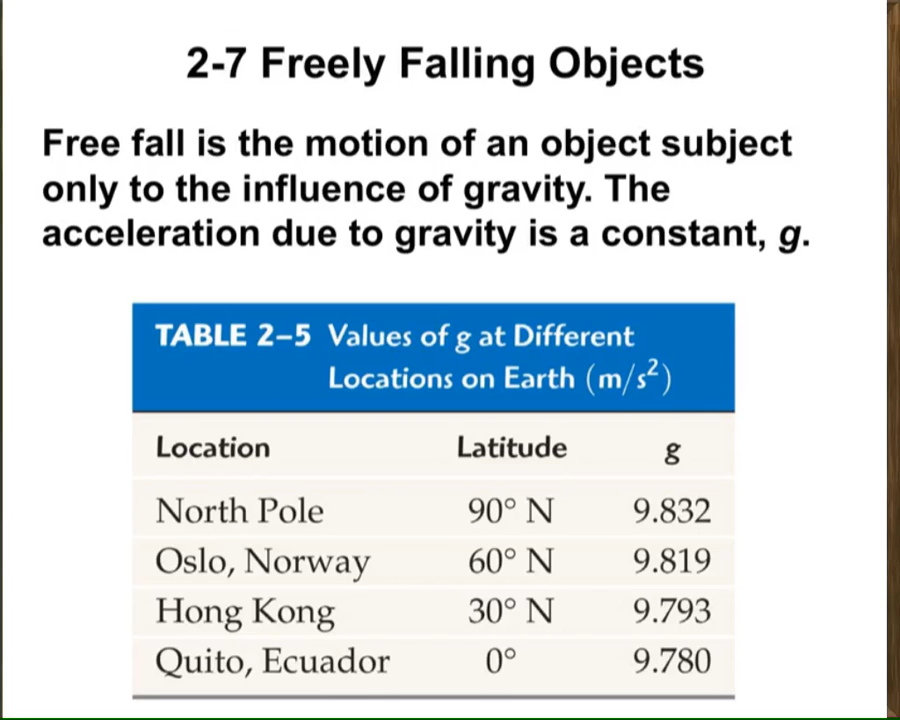 2-7 Freely Falling Objects
Free fall is the motion of an object subject
only to the influence of gravity. The
acceleration due to gravity is a constant, g.
TABLE 2–5 Values of g at Different
Locations on Earth (m/s²)
Location Latitude g
North Pole 90° N 9.832
Oslo, Norway 60° N 9.819
Hong Kong 30° N 9.793
Quito, Ecuador 0° 9.780